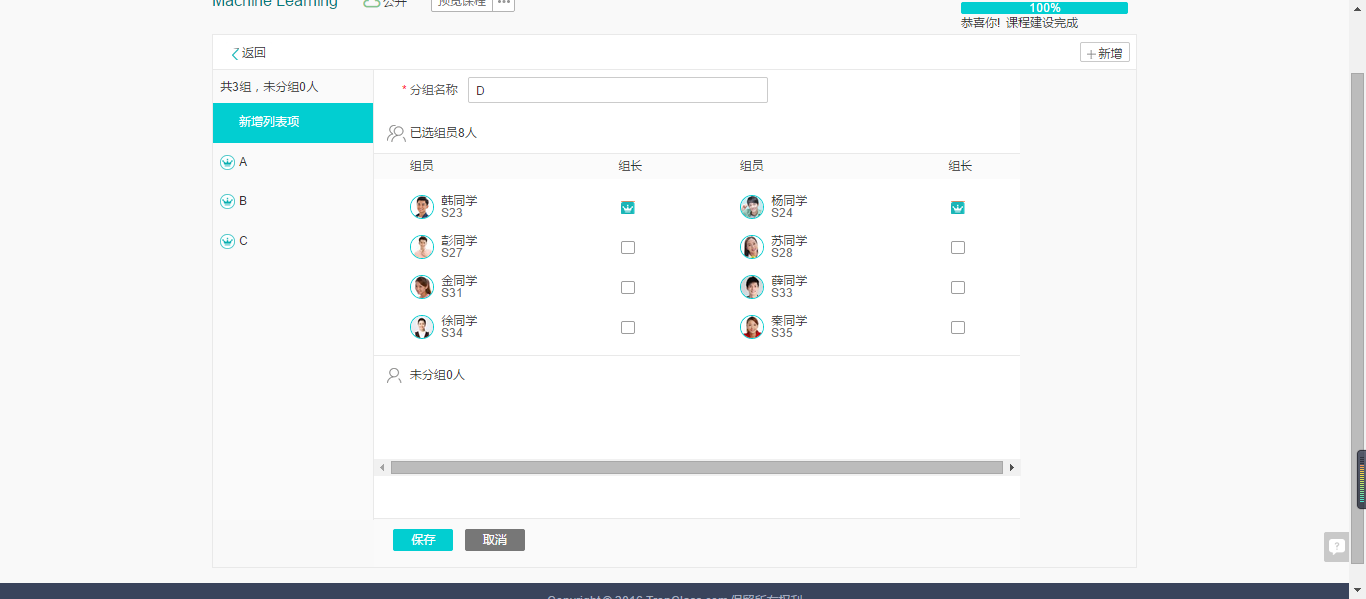 Machine Learning 公开 预览课程
100%
恭喜你! 课程建设完成
返回 +新增
共3组，未分组0人
新增列表项
A
B
C
* 分组名称 D
已选组员8人
组员 组长 组员 组长
韩同学 杨同学
S23 S24
彭同学 苏同学
S27 S28
金同学 薛同学
S31 S33
徐同学 秦同学
S34 S35
未分组0人
保存 取消
Copyright © 2016 TronClass.com 保留所有权利